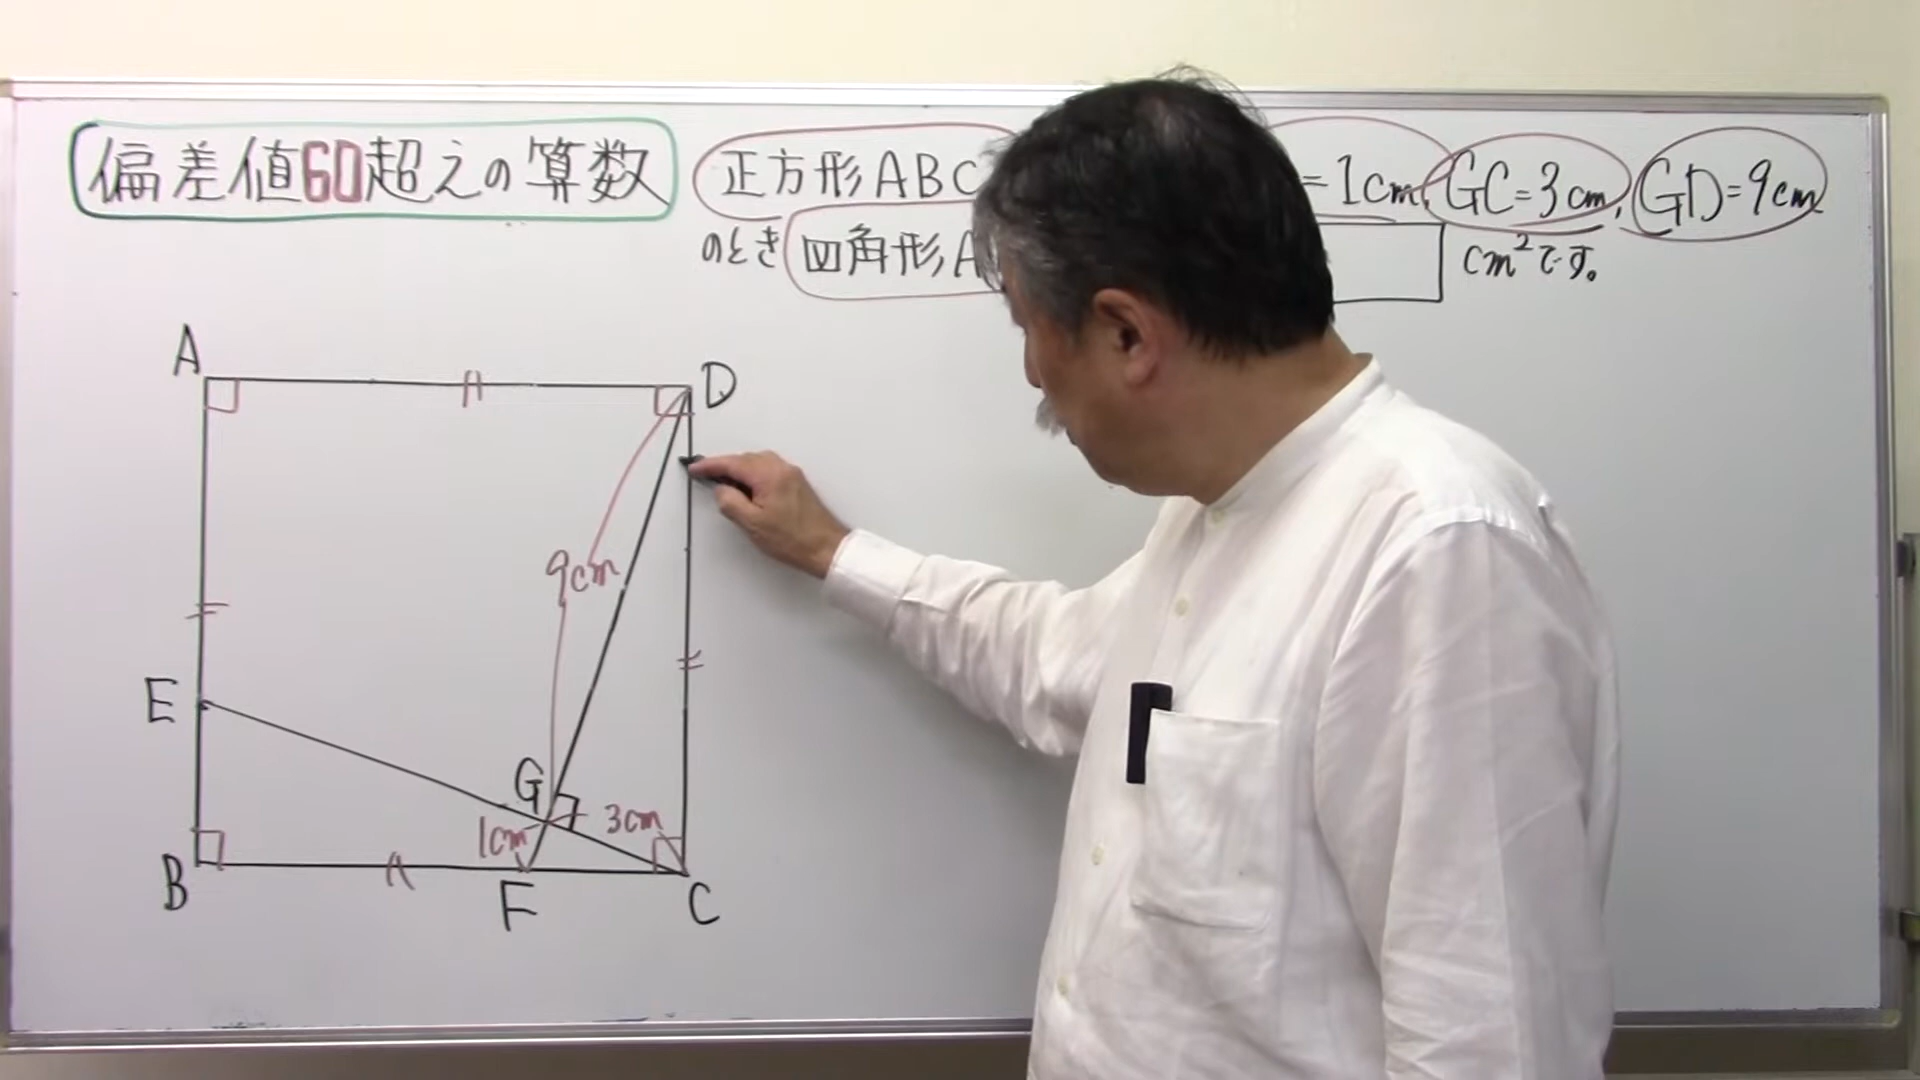 偏差値60超えの算数
正方形ABC =1cm, GC=3cm, GD=9cm
のとき 四角形A cm²です。
A
D
9cm
E
G
1cm
3cm
B
F
C